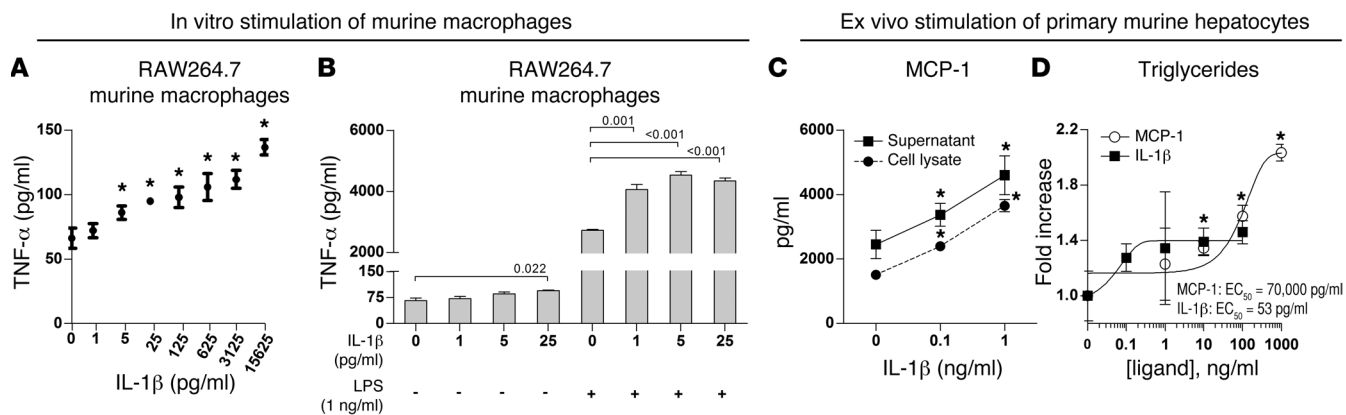 In vitro stimulation of murine macrophages
Ex vivo stimulation of primary murine hepatocytes
A
RAW264.7
murine macrophages
TNF-α (pg/ml)
150
100
50
0
*
*
*
*
*
*
0 1 5 25 125 625 3125 15625
IL-1β (pg/ml)
B
RAW264.7
murine macrophages
TNF-α (pg/ml)
6000
4000
2000
150
75
0
0.022
0.001
<0.001
<0.001
IL-1β
(pg/ml)
0 1 5 25 0 1 5 25
LPS
(1 ng/ml)
- - - - + + + +
C
MCP-1
pg/ml
6000
4000
2000
0
Supernatant
Cell lysate
*
*
*
*
0 0.1 1
IL-1β (ng/ml)
D
Triglycerides
Fold increase
2.2
1.8
1.4
1.0
MCP-1
IL-1β
*
*
*
MCP-1: EC50 = 70,000 pg/ml
IL-1β: EC50 = 53 pg/ml
0 0.1 1 10 100 1000
[ligand], ng/ml